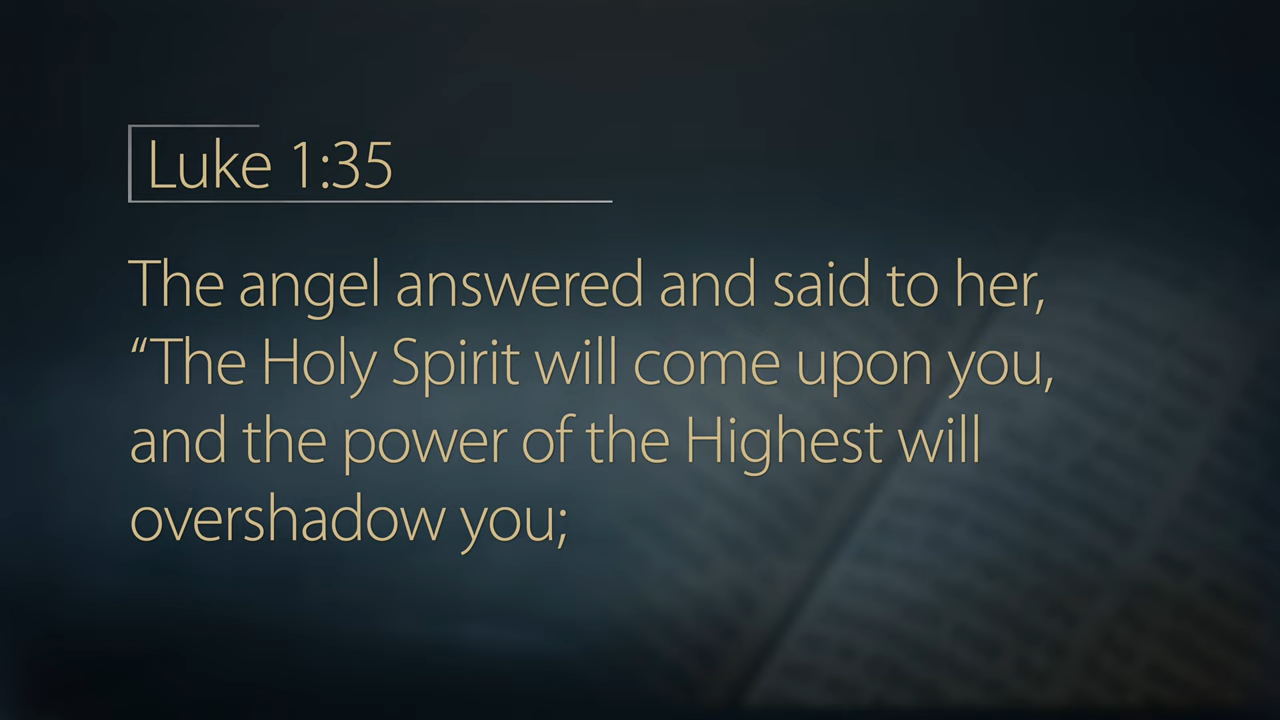 Luke 1:35
The angel answered and said to her,
“The Holy Spirit will come upon you,
and the power of the Highest will
overshadow you;